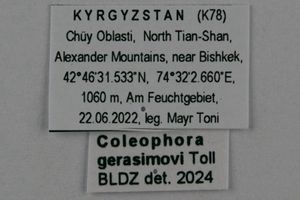 KYRGYZSTAN (K78)
Chüy Oblasti, North Tian-Shan,
Alexander Mountains, near Bishkek,
42°46'31.533"N, 74°32'2.660"E,
1060 m, Am Feuchtgebiet,
22.06.2022, leg. Mayr Toni
Coleophora
gerasimovi Toll
BLDZ det. 2024